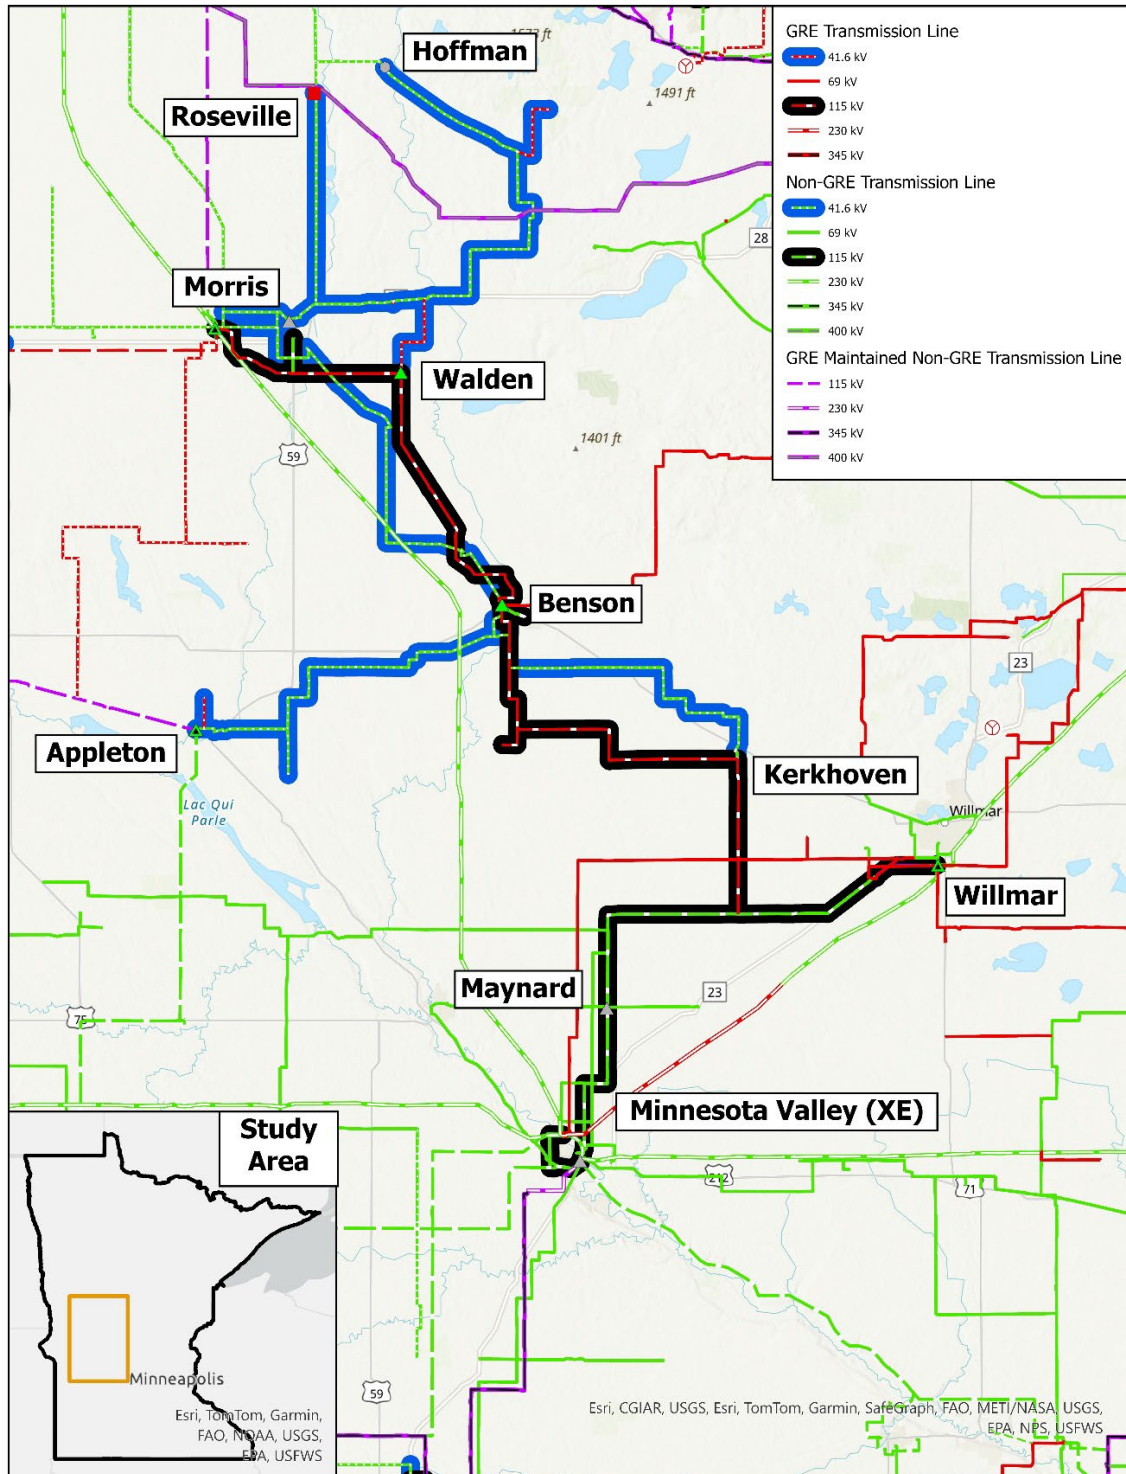 1673 ft
Hoffman
Roseville
1491 ft
28
Morris
Walden
1401 ft
59
Benson
23
Appleton
Kerkhoven
Lac Qui
Parle
Willmar
Willmar
Maynard
23
75
Minnesota Valley (XE)
212
71
59
GRE Transmission Line
41.6 kV
69 kV
115 kV
230 kV
345 kV
Non-GRE Transmission Line
41.6 kV
69 kV
115 kV
230 kV
345 kV
400 kV
GRE Maintained Non-GRE Transmission Line
115 kV
230 kV
345 kV
400 kV
Study
Area
Minneapolis
Esri, TomTom, Garmin,
FAO, NOAA, USGS,
EPA, USFWS
Esri, CGIAR, USGS, Esri, TomTom, Garmin, SafeGraph, FAO, METI/NASA, USGS,
EPA, NPS, USFWS